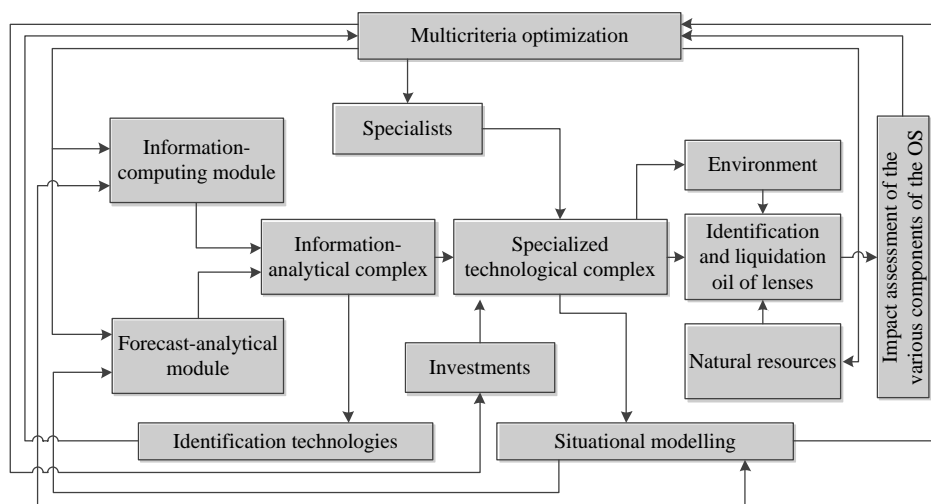 Multicriteria optimization
Specialists
Information-
computing module
Environment
Information-
analytical complex
Specialized
technological complex
Identification
and liquidation
oil of lenses
Impact assessment of the
various components of the OS
Forecast-analytical
module
Investments
Natural resources
Identification technologies
Situational modelling